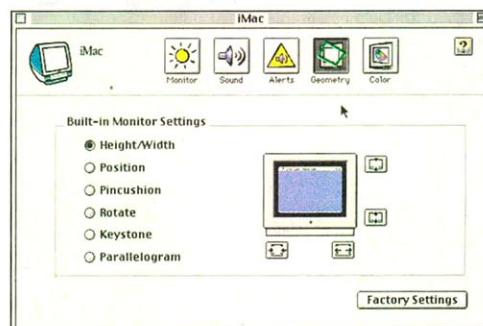 iMac
iMac
Monitor
Sound
Alerts
Geometry
Color
?
Built-in Monitor Settings
Height/Width
Position
Pincushion
Rotate
Keystone
Parallelogram
Factory Settings